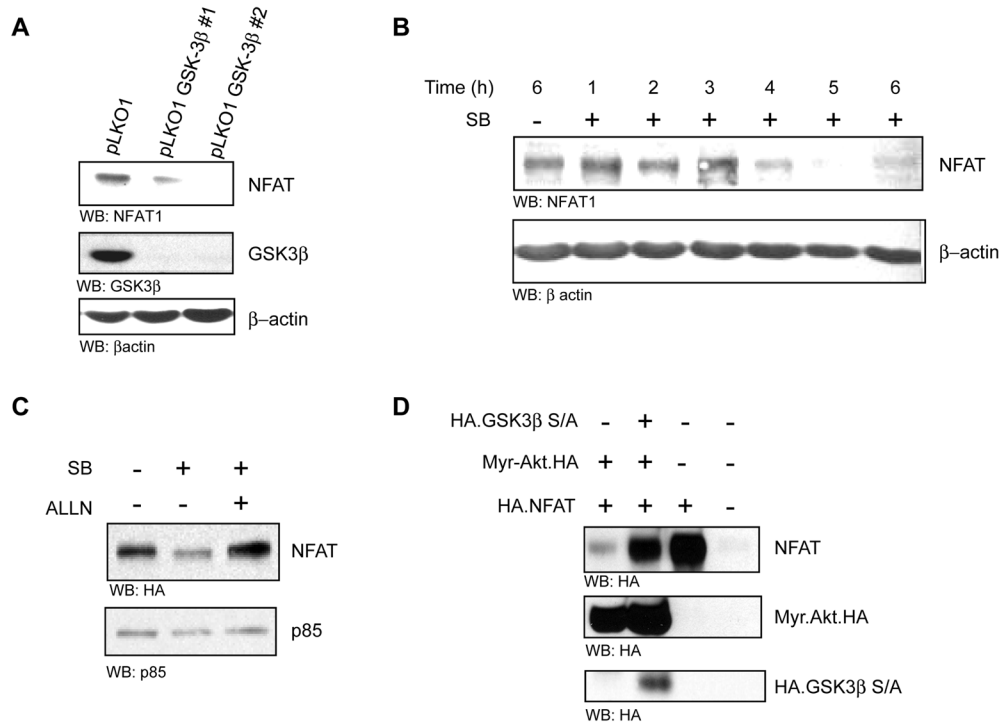 A
pLKO1
pLKO1 GSK-3β #1
pLKO1 GSK-3β #2
NFAT
WB: NFAT1
GSK3β
WB: GSK3β
β–actin
WB: βactin
B
Time (h) 6 1 2 3 4 5 6
SB - + + + + + +
NFAT
WB: NFAT1
β–actin
WB: β actin
C
SB - + +
ALLN - - +
NFAT
WB: HA
p85
WB: p85
D
HA.GSK3β S/A - + - -
Myr-Akt.HA + + - -
HA.NFAT + + + -
NFAT
WB: HA
Myr.Akt.HA
WB: HA
HA.GSK3β S/A
WB: HA